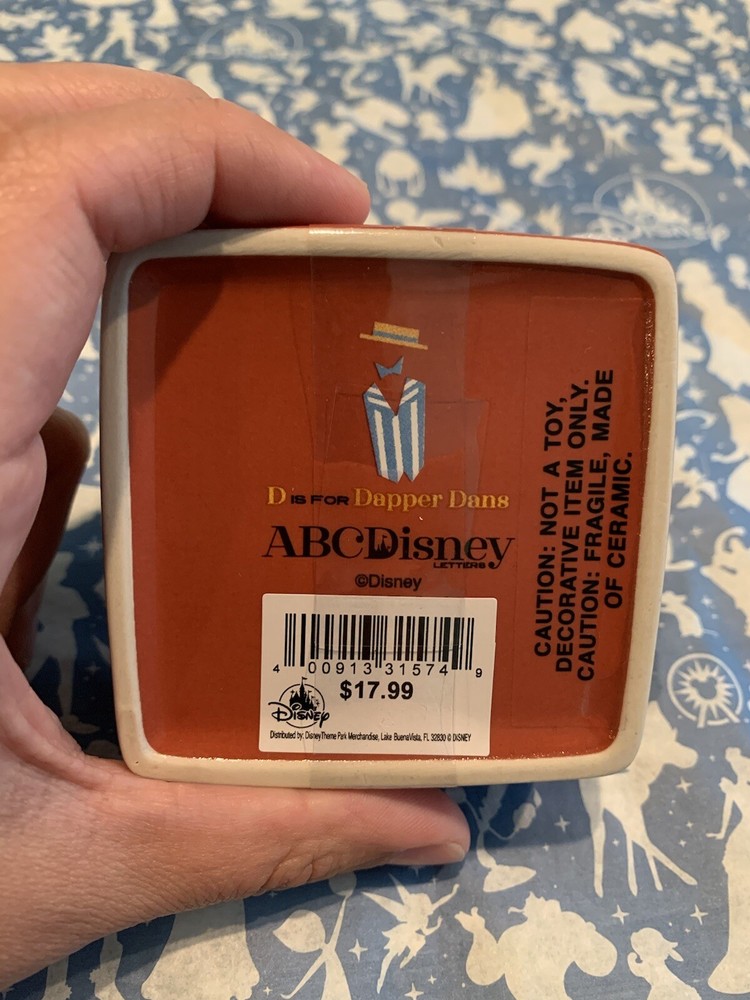 D IS FOR Dapper Dans
ABCDisney
LETTERS
©Disney
4 00913 31574 9
$17.99
Disney
Distributed by: Disney Theme Park Merchandise, Lake Buena Vista, FL 32830 © DISNEY
CAUTION: NOT A TOY,
DECORATIVE ITEM ONLY.
CAUTION: FRAGILE, MADE
OF CERAMIC.
Disney